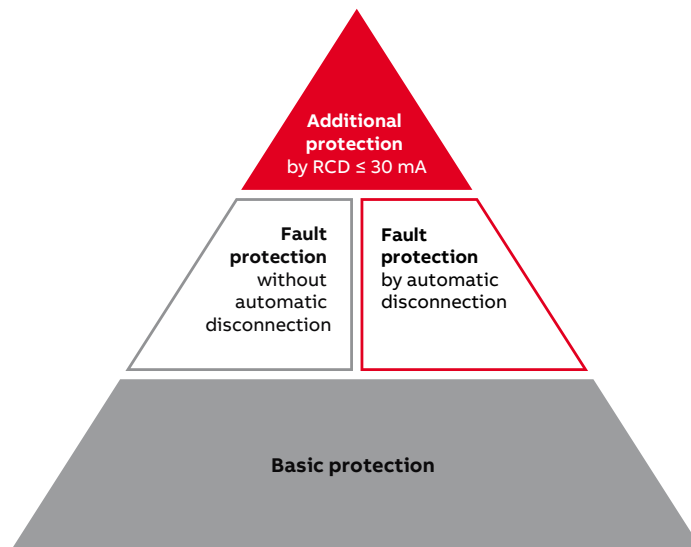 Additional
protection
by RCD ≤ 30 mA
Fault
protection
without
automatic
disconnection
Fault
protection
by automatic
disconnection
Basic protection